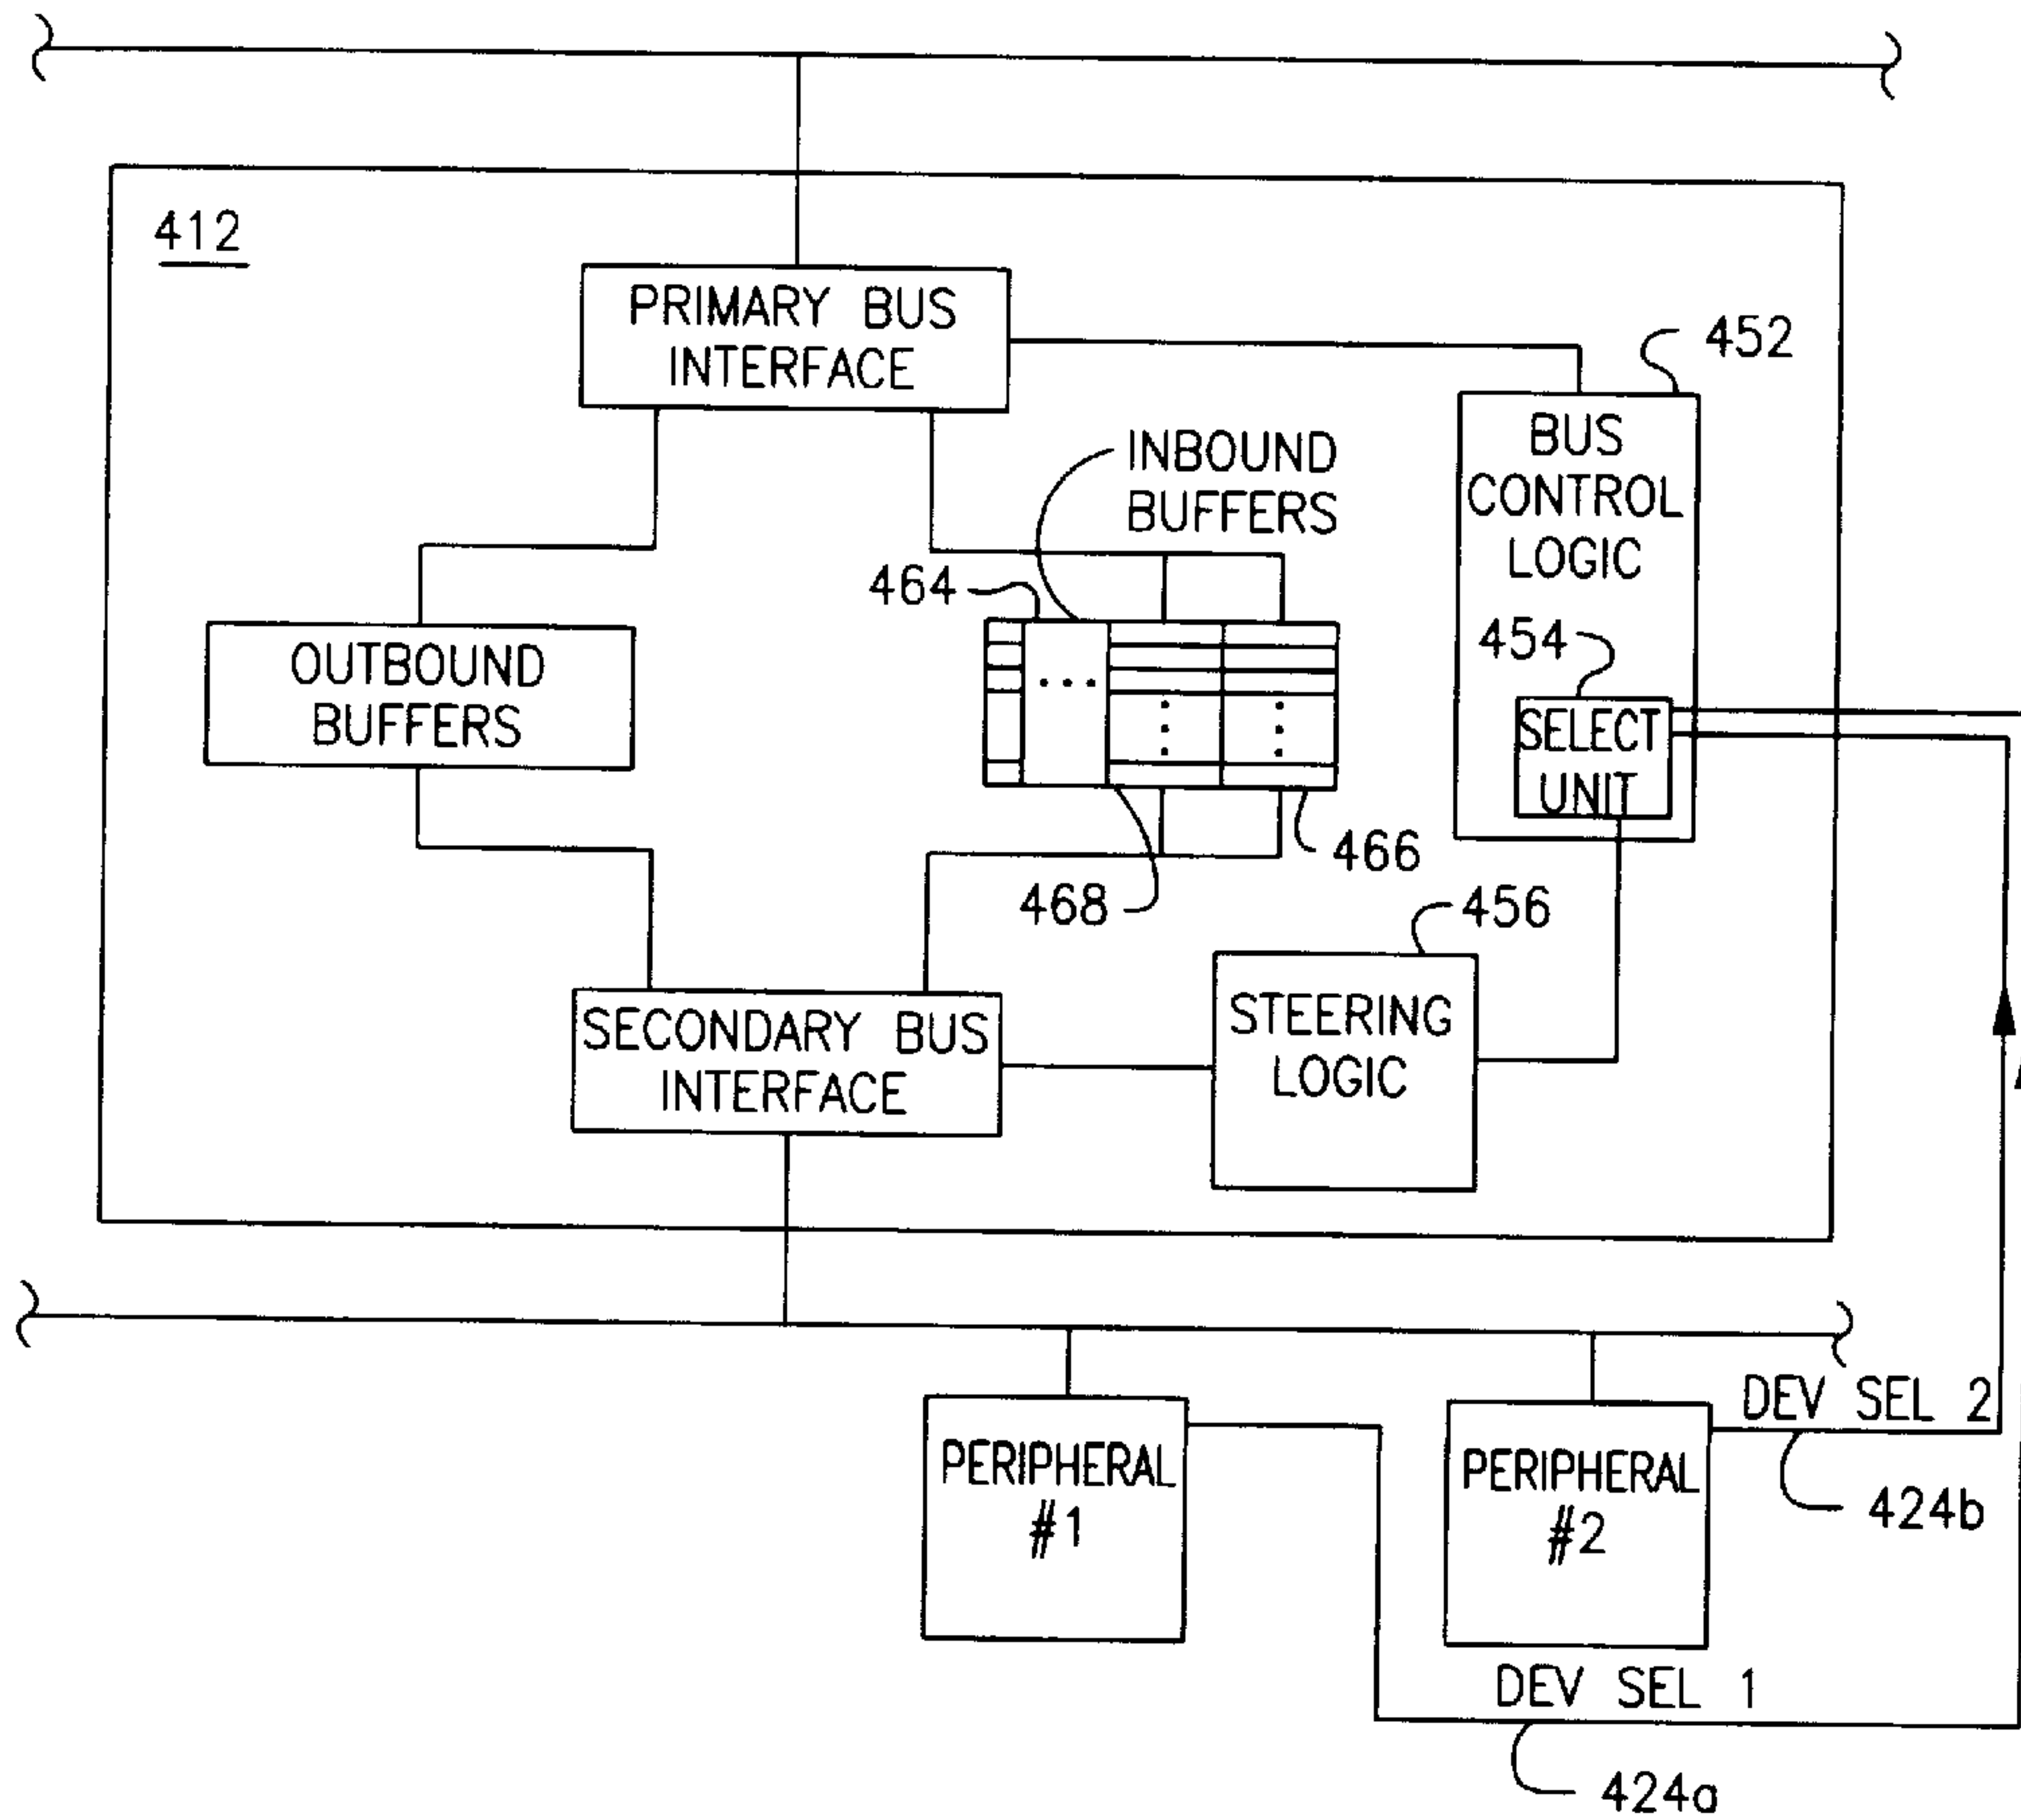 412
PRIMARY BUS
INTERFACE
452
BUS
CONTROL
LOGIC
INBOUND
BUFFERS
464
454
OUTBOUND
BUFFERS
SELECT
UNIT
466
468
456
SECONDARY BUS
INTERFACE
STEERING
LOGIC
DEV SEL 2
PERIPHERAL
#1
PERIPHERAL
#2
424b
DEV SEL 1
424a